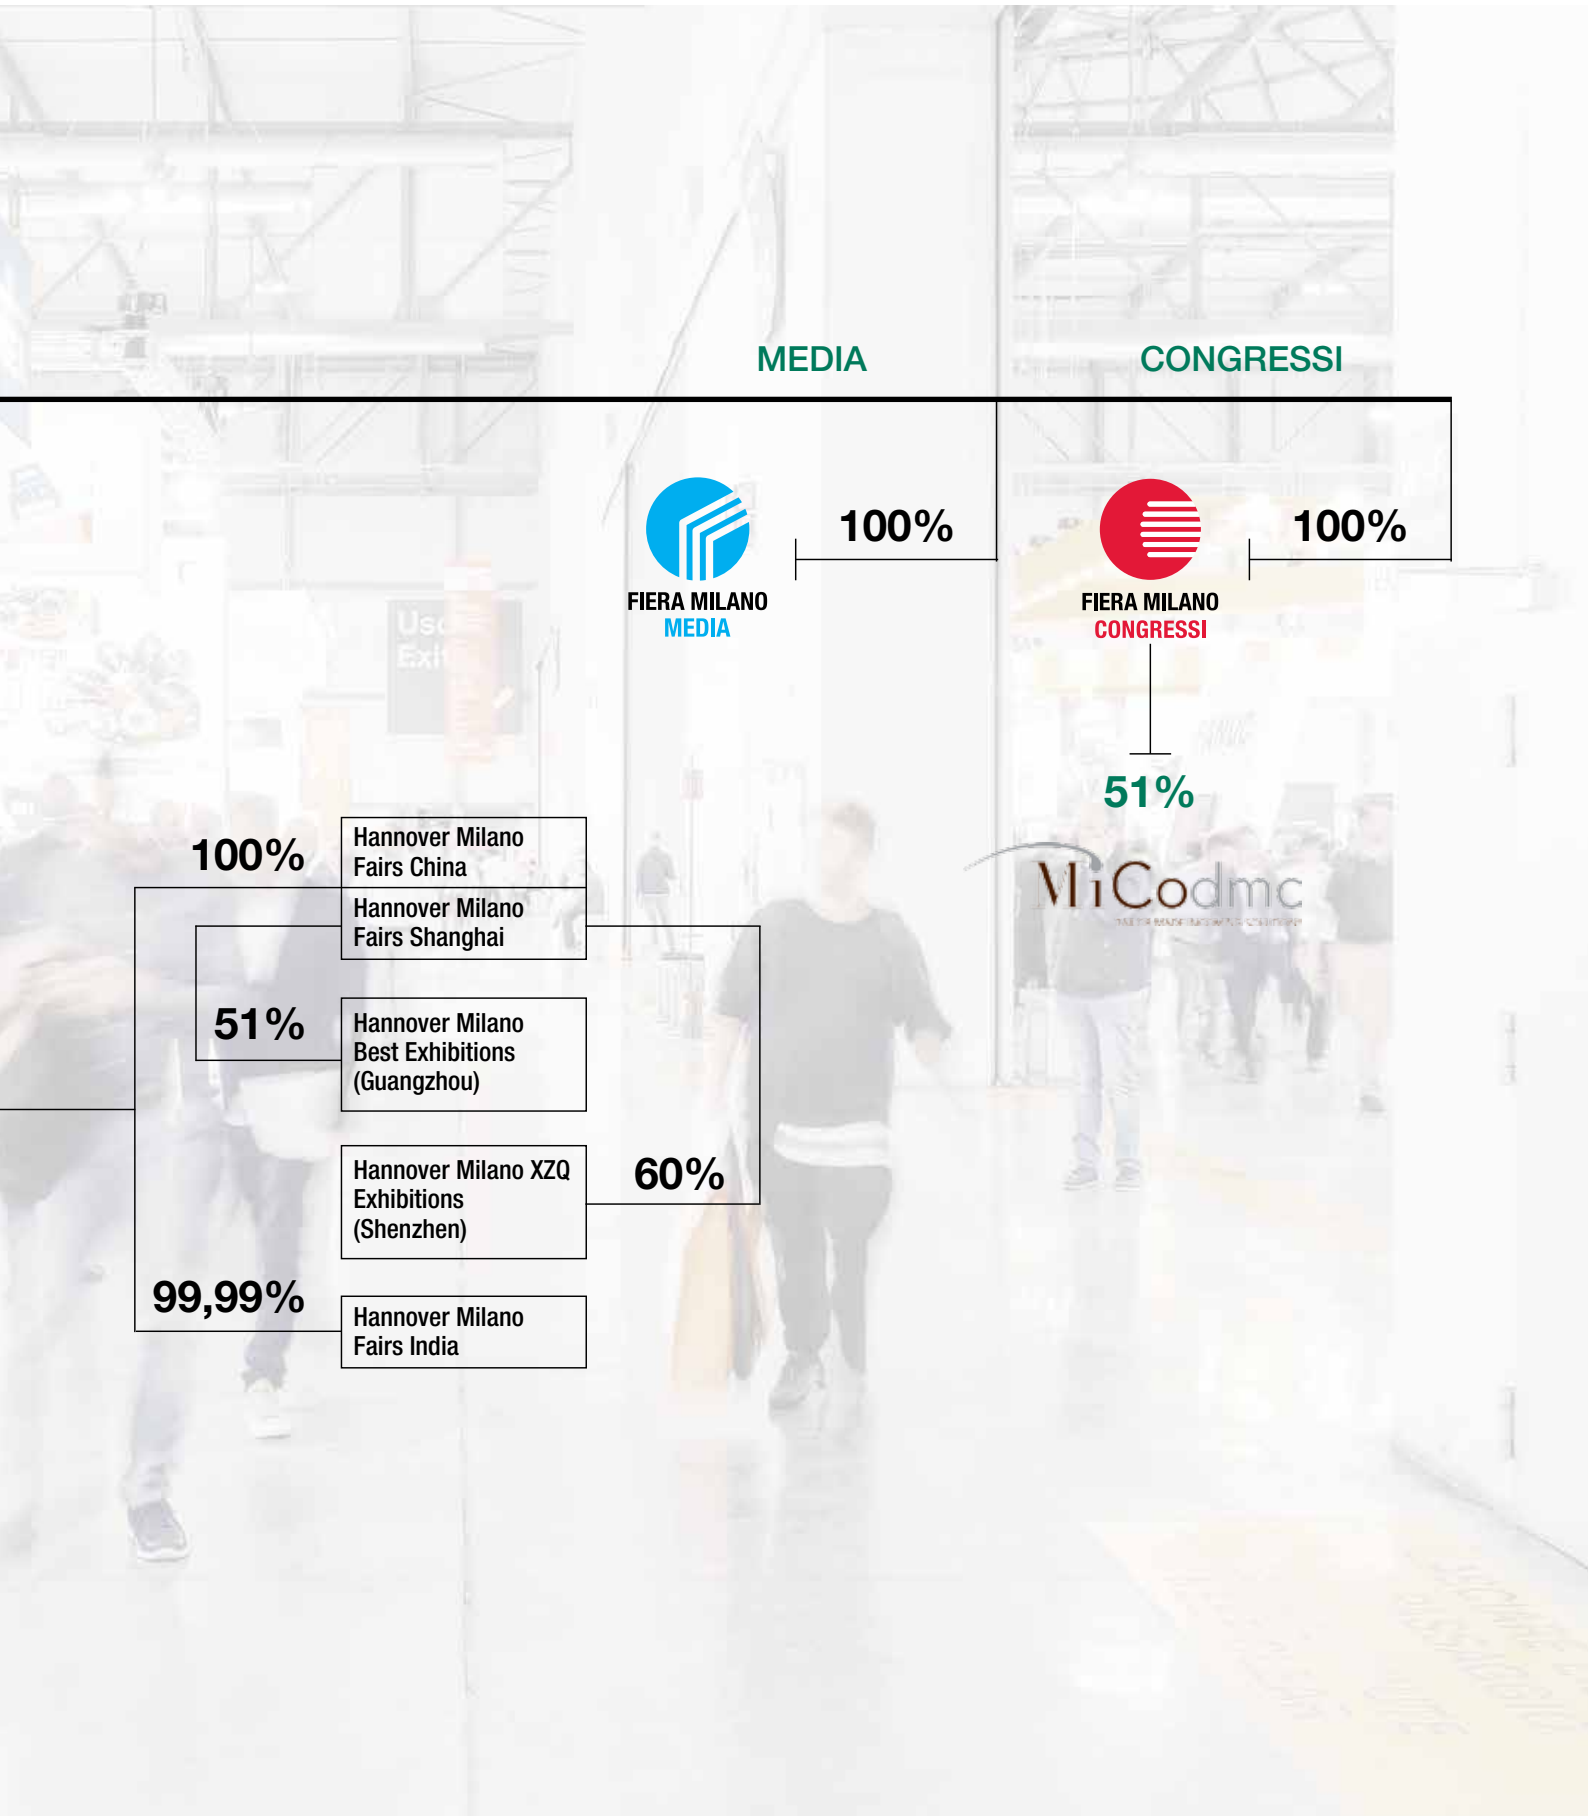 MEDIA
CONGRESSI
100%
100%
FIERA MILANO
MEDIA
FIERA MILANO
CONGRESSI
51%
MiCodmc
100%
Hannover Milano
Fairs China
Hannover Milano
Fairs Shanghai
51%
Hannover Milano
Best Exhibitions
(Guangzhou)
Hannover Milano XZQ
Exhibitions
(Shenzhen)
60%
99,99%
Hannover Milano
Fairs India